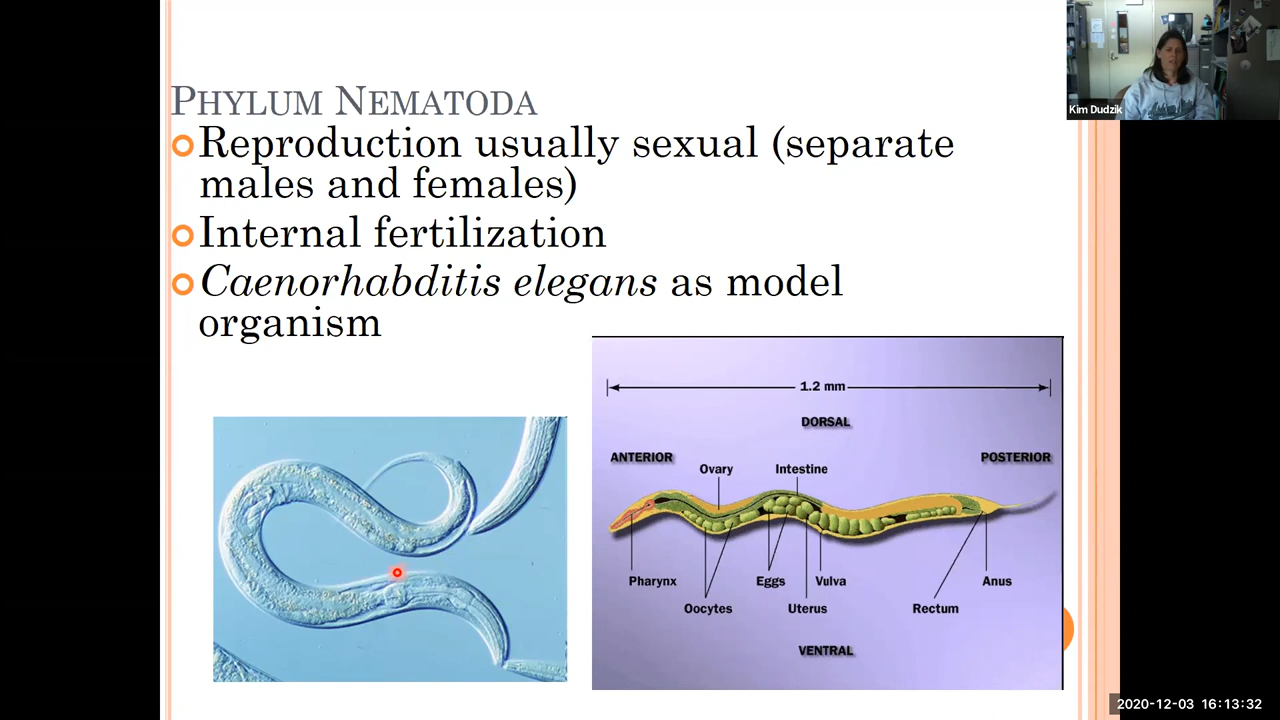 Kim Dudzik
PHYLUM NEMATODA
Reproduction usually sexual (separate
males and females)
Internal fertilization
Caenorhabditis elegans as model
organism
1.2 mm
DORSAL
ANTERIOR
POSTERIOR
Ovary
Intestine
Pharynx
Eggs
Vulva
Anus
Oocytes
Uterus
Rectum
VENTRAL
2020-12-03 16:13:32